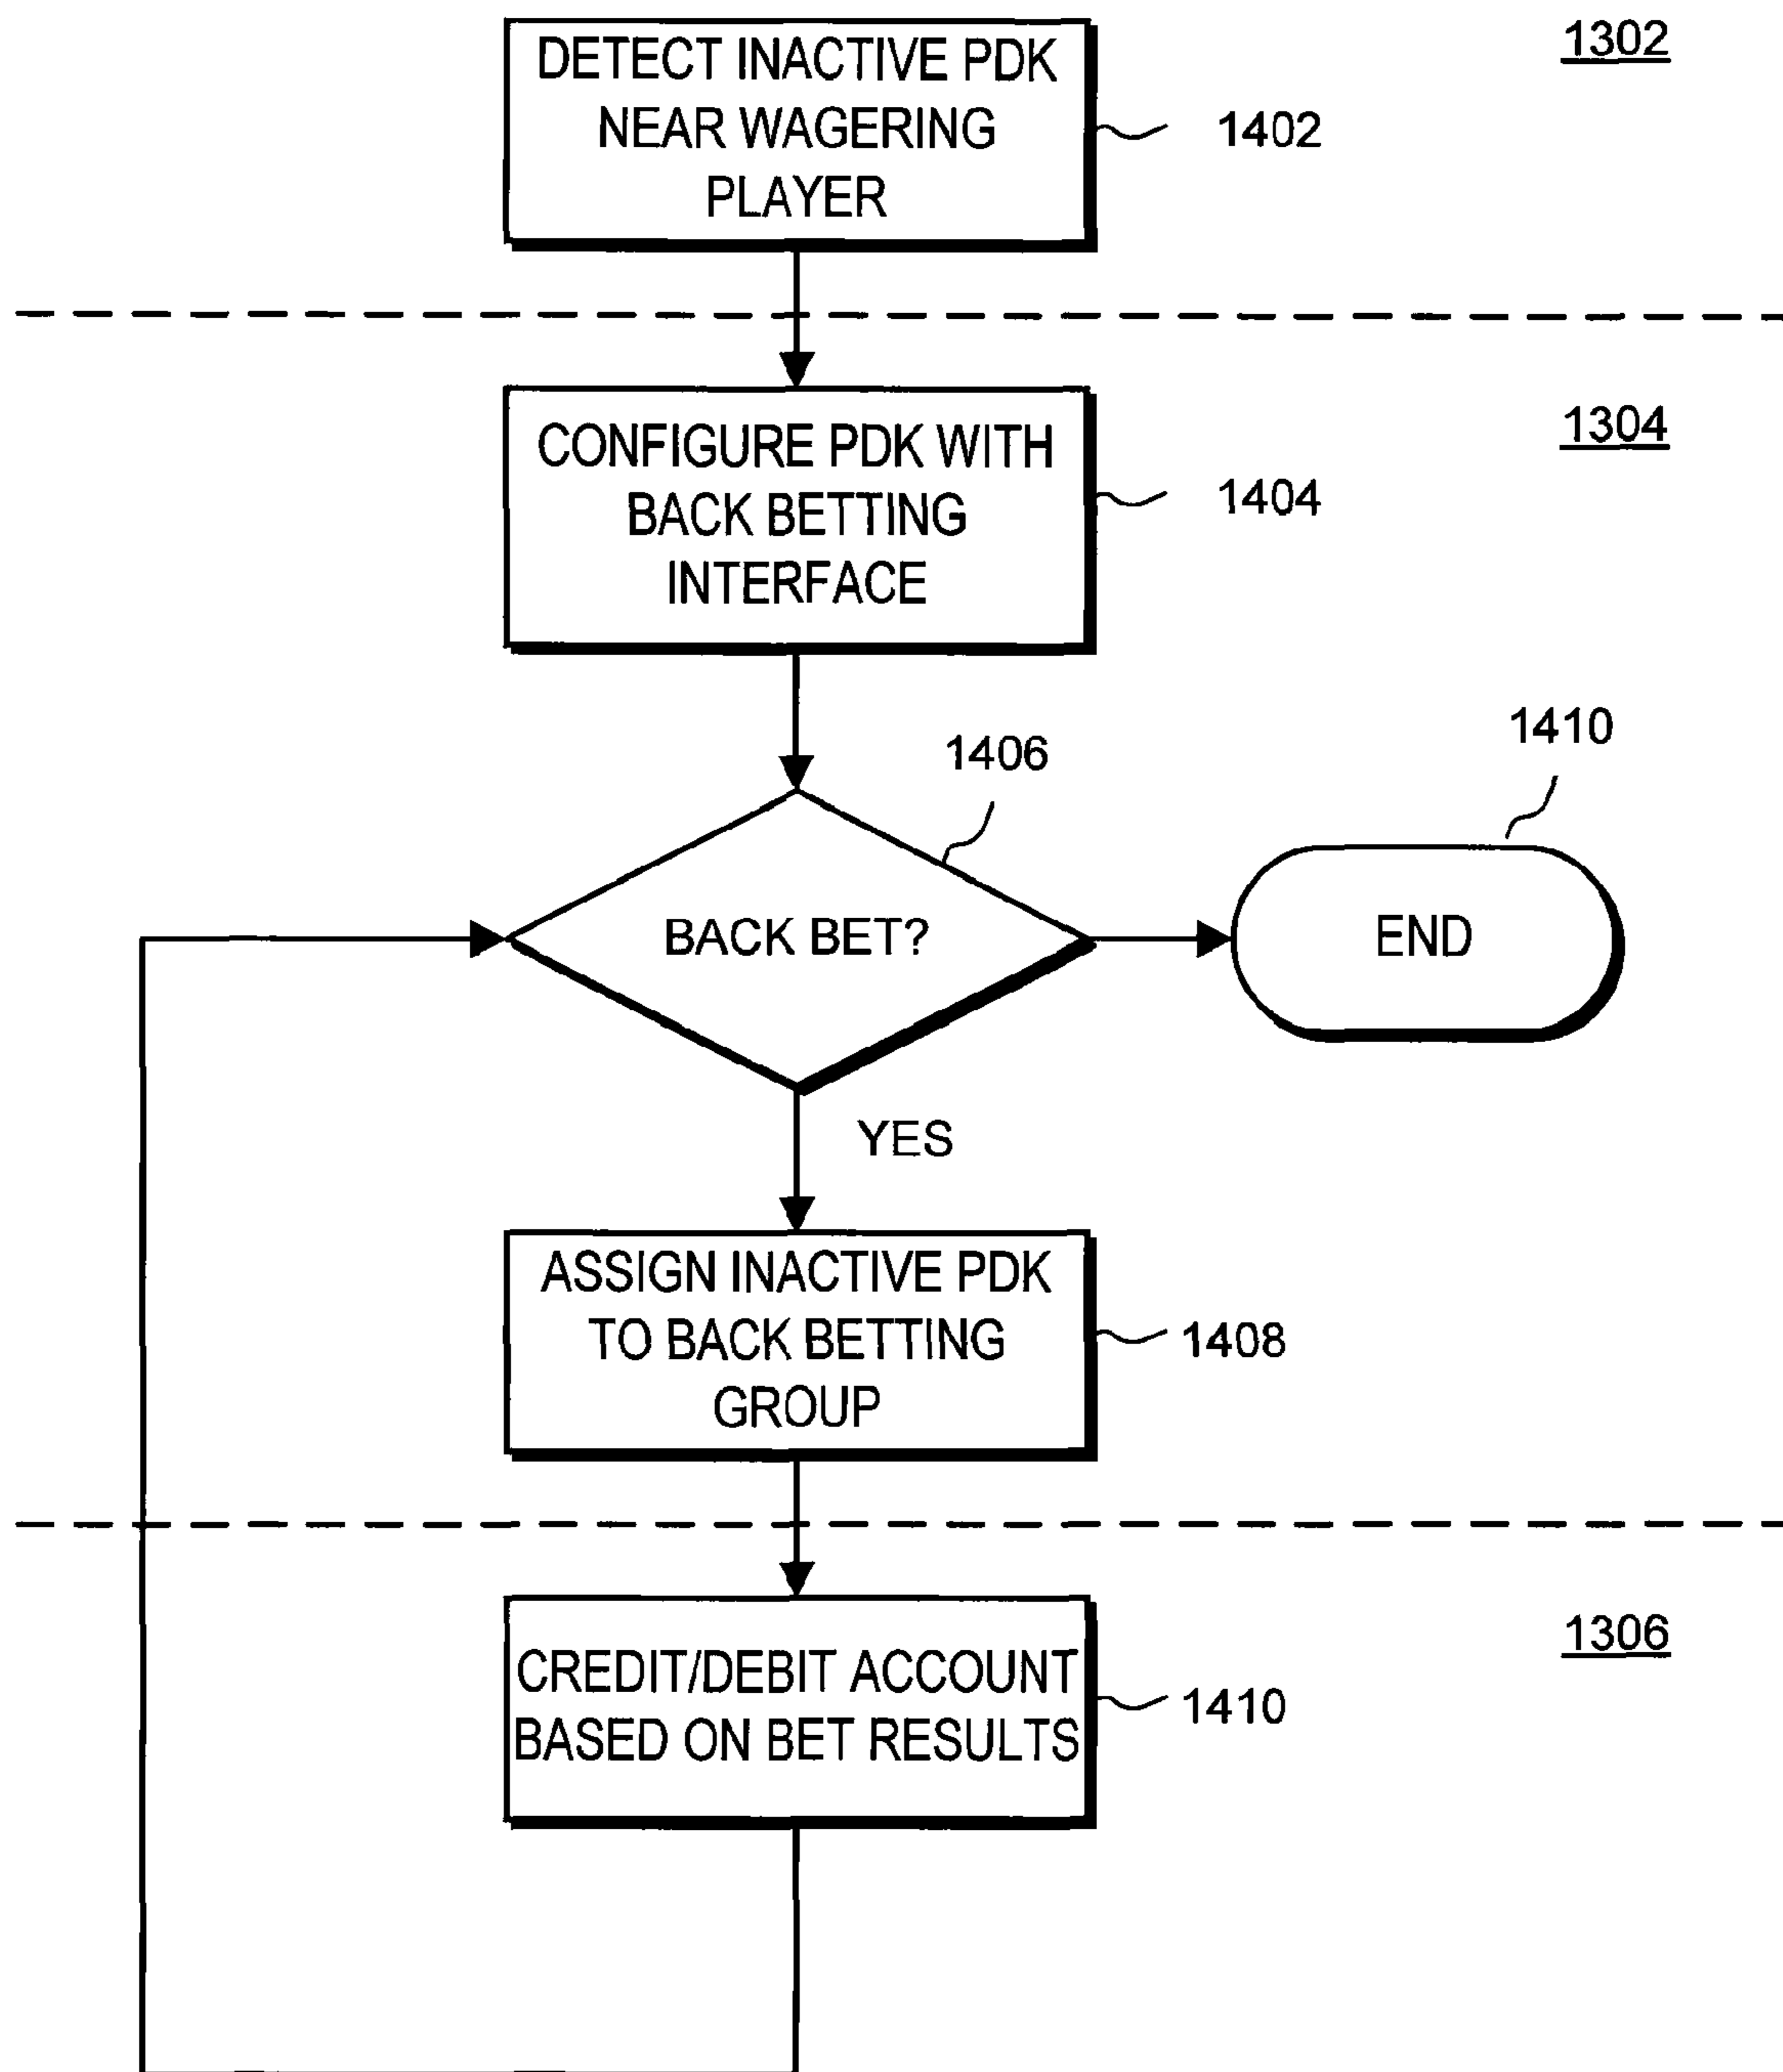 1302
DETECT INACTIVE PDK
NEAR WAGERING
PLAYER
1402
1304
CONFIGURE PDK WITH
BACK BETTING
INTERFACE
1404
1406
1410
BACK BET?
END
YES
ASSIGN INACTIVE PDK
TO BACK BETTING
GROUP
1408
1306
CREDIT/DEBIT ACCOUNT
BASED ON BET RESULTS
1410